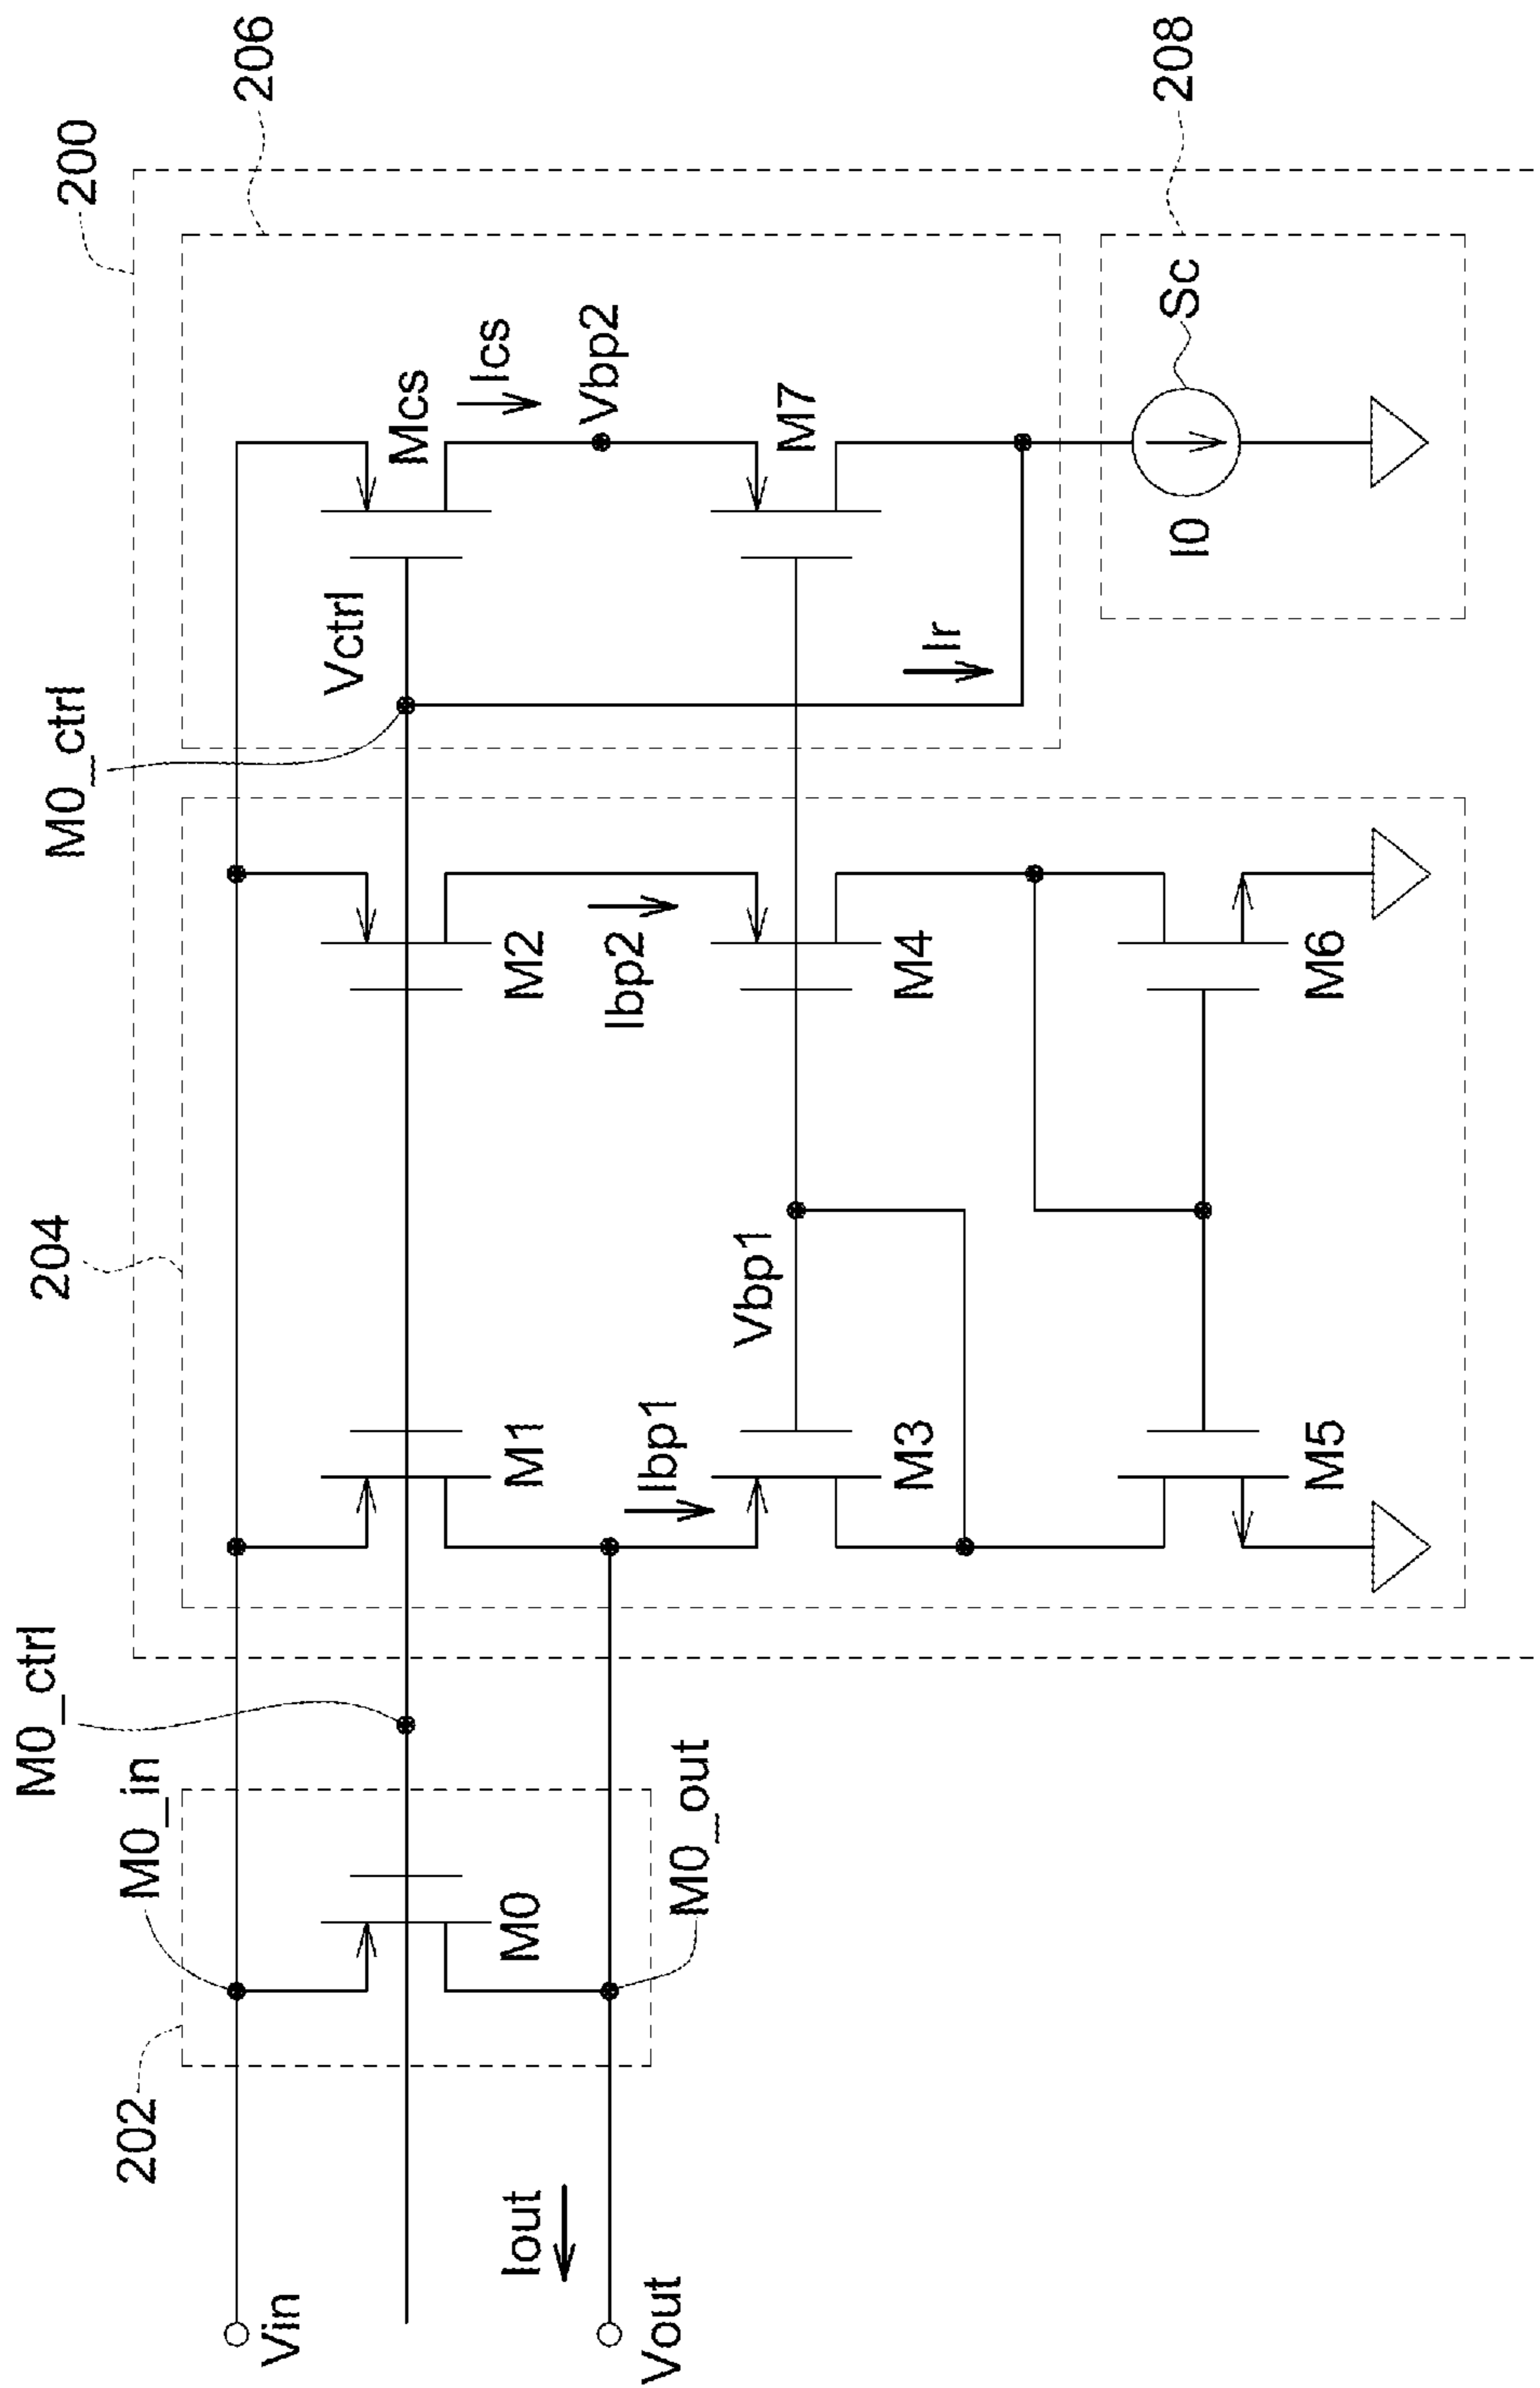 200
206
204
M0_ctrl
M0_ctrl
M0_in
202
Vin
Vctrl
Mcs
Ics
M0
M1
M2
Iout
Vout
M0_out
Ibp1
Ibp2
Vbp2
Vbp1
M3
M4
M7
Ir
208
Sc
I0
M5
M6